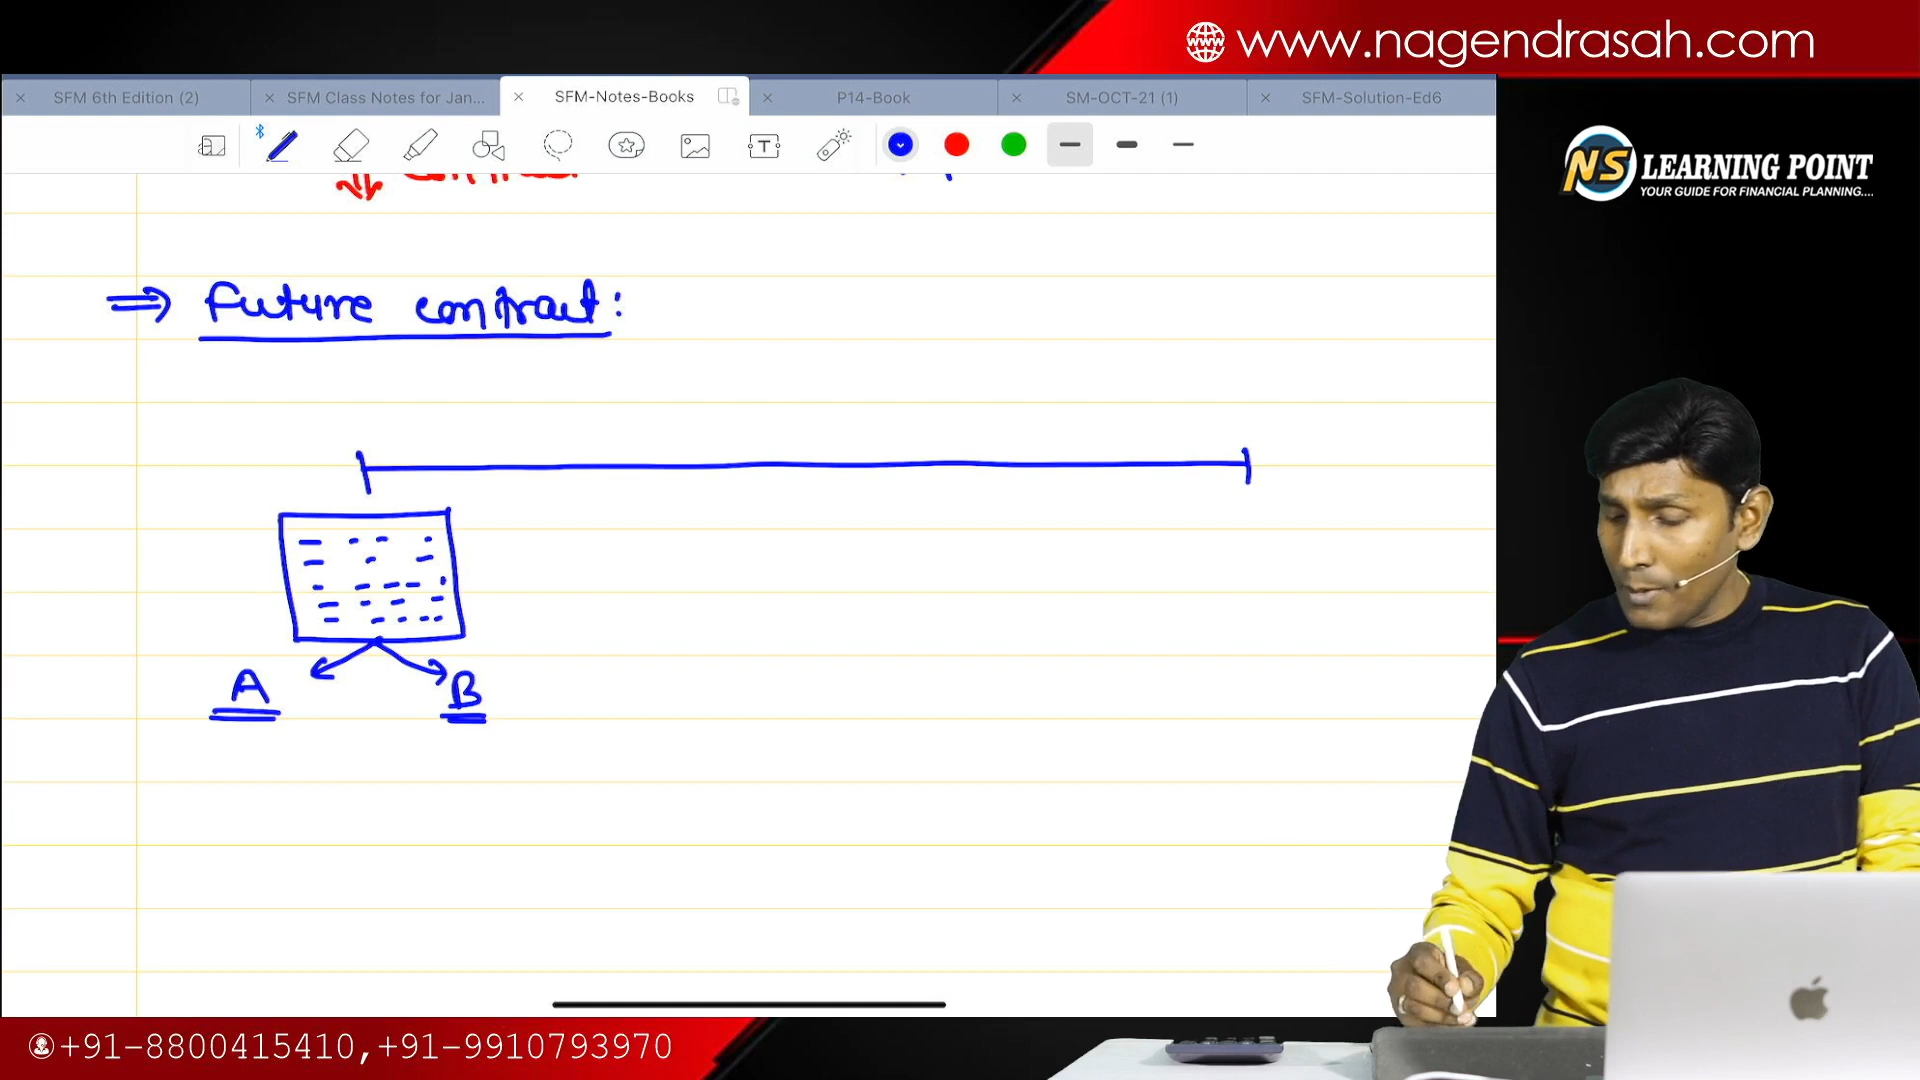 www.nagendrasah.com
SFM 6th Edition (2)
SFM Class Notes for Jan...
SFM-Notes-Books
P14-Book
SM-OCT-21 (1)
SFM-Solution-Ed6
T
NS LEARNING POINT
YOUR GUIDE FOR FINANCIAL PLANNING....
⇒ Future contract:
A B
+91-8800415410,+91-9910793970